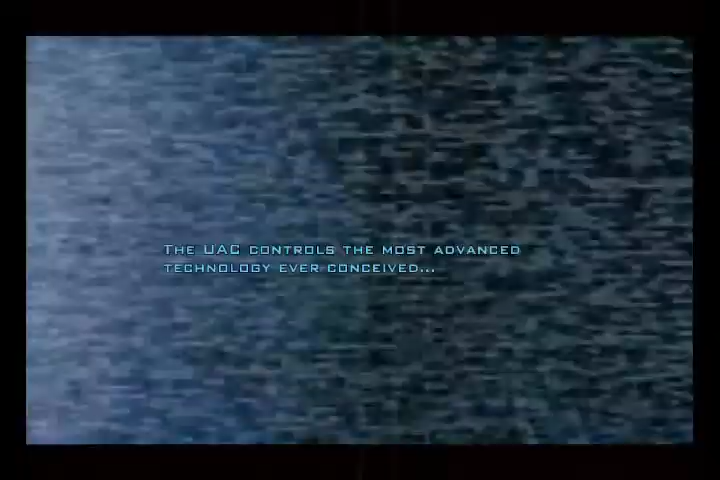 The UAC controls the most advanced
technology ever conceived...